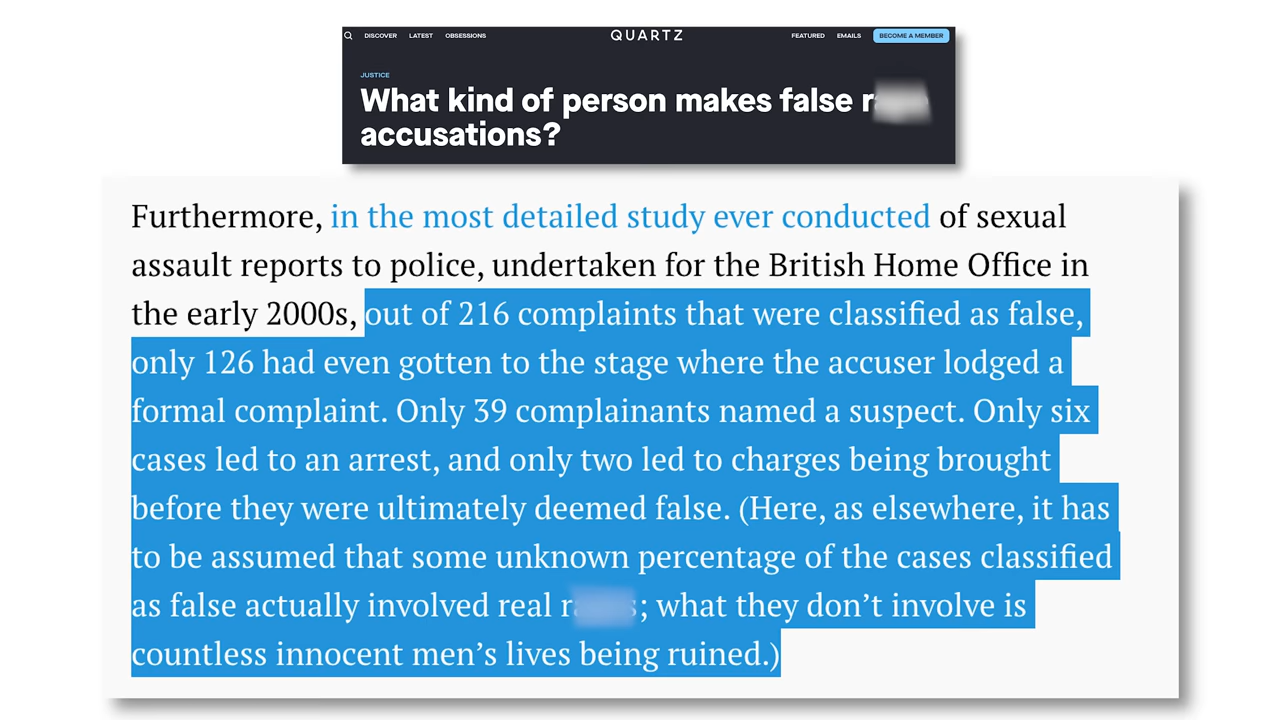 DISCOVER LATEST OBSESSIONS QUARTZ FEATURED EMAILS BECOME A MEMBER
JUSTICE
What kind of person makes false
accusations?
Furthermore, in the most detailed study ever conducted of sexual
assault reports to police, undertaken for the British Home Office in
the early 2000s, out of 216 complaints that were classified as false,
only 126 had even gotten to the stage where the accuser lodged a
formal complaint. Only 39 complainants named a suspect. Only six
cases led to an arrest, and only two led to charges being brought
before they were ultimately deemed false. (Here, as elsewhere, it has
to be assumed that some unknown percentage of the cases classified
as false actually involved real ; what they don’t involve is
countless innocent men’s lives being ruined.)